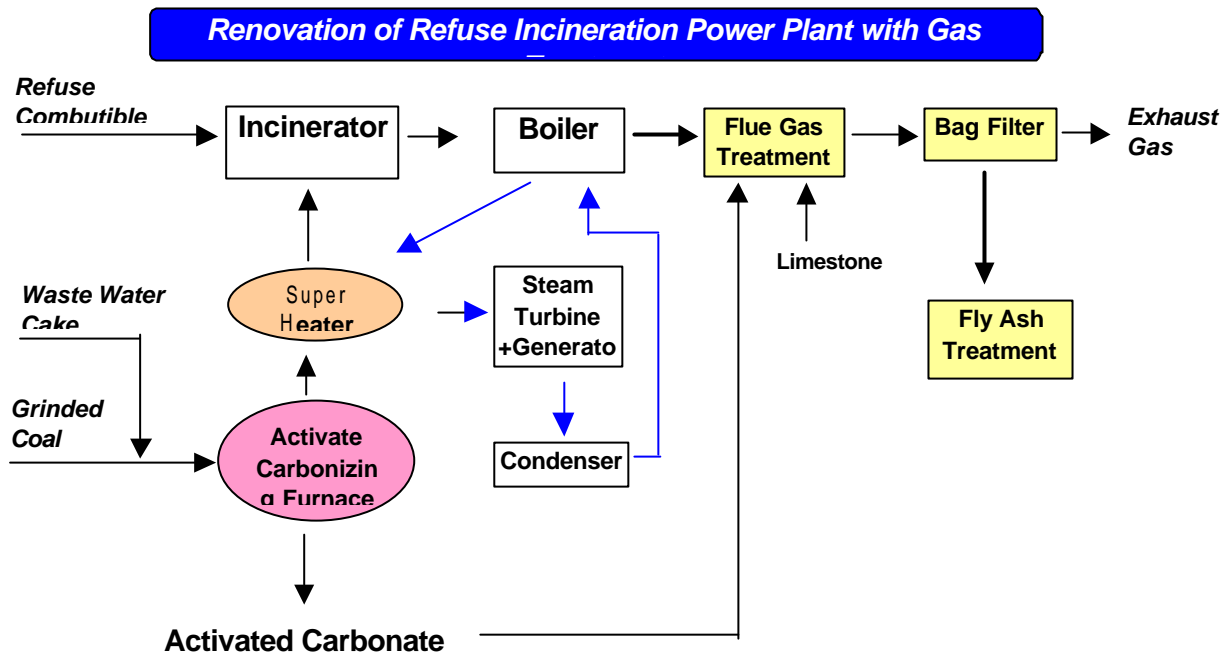 Renovation of Refuse Incineration Power Plant with Gas
Refuse
Combutible
Incinerator
Boiler
Flue Gas
Treatment
Bag Filter
Exhaust
Gas
Limestone
Waste Water
Cake
Super
Heater
Steam
Turbine
+Generato
Fly Ash
Treatment
Grinded
Coal
Activate
Carbonizin
g Furnace
Condenser
Activated Carbonate